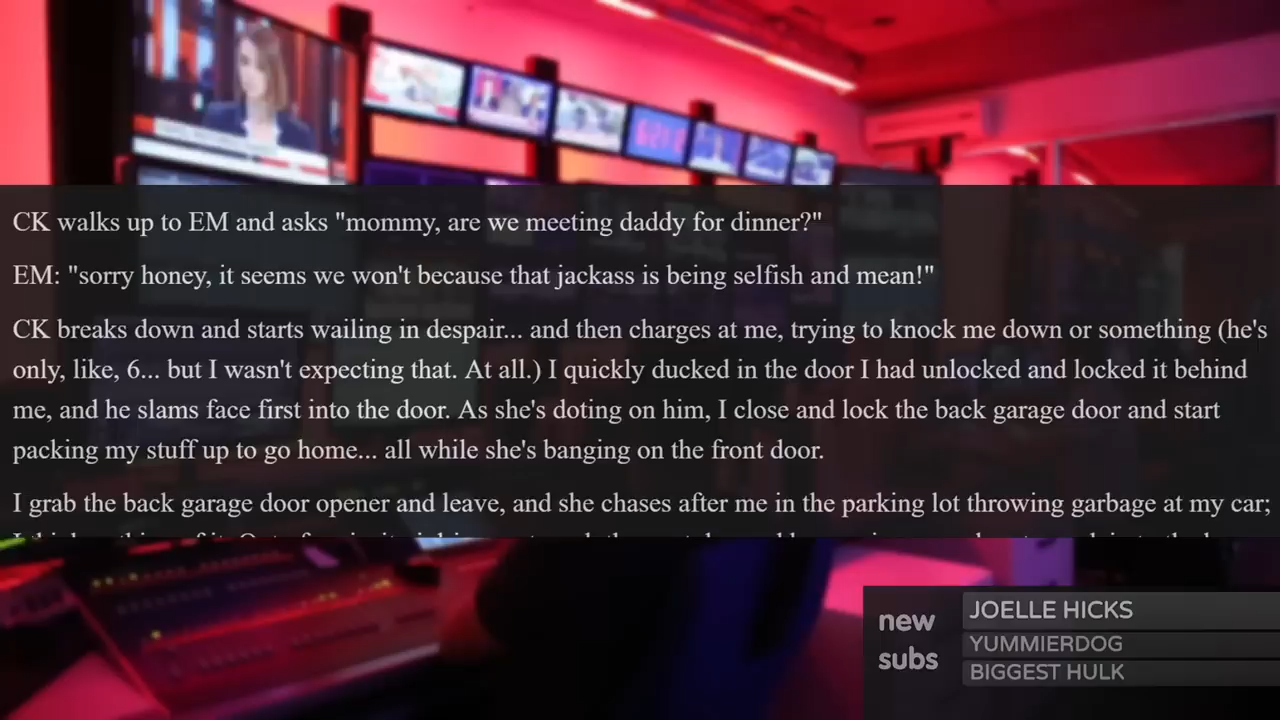 CK walks up to EM and asks "mommy, are we meeting daddy for dinner?"
EM: "sorry honey, it seems we won't because that jackass is being selfish and mean!"
CK breaks down and starts wailing in despair... and then charges at me, trying to knock me down or something (he's
only, like, 6... but I wasn't expecting that. At all.) I quickly ducked in the door I had unlocked and locked it behind
me, and he slams face first into the door. As she's doting on him, I close and lock the back garage door and start
packing my stuff up to go home... all while she's banging on the front door.
I grab the back garage door opener and leave, and she chases after me in the parking lot throwing garbage at my car;
new
subs
JOELLE HICKS
YUMMIERDOG
BIGGEST HULK